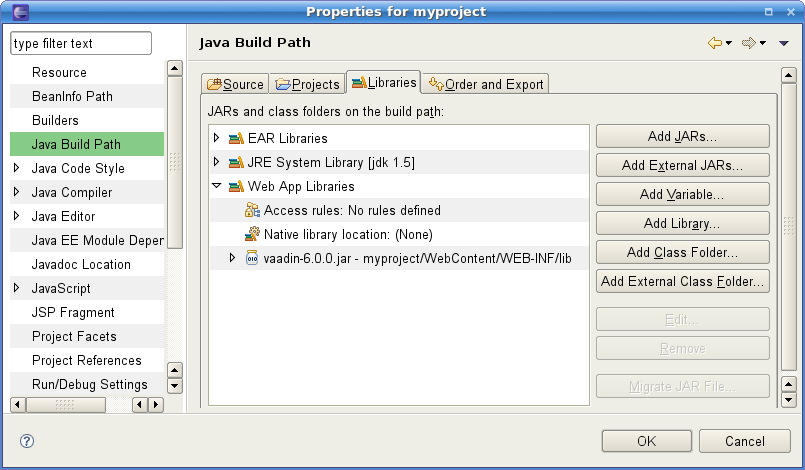 Properties for myproject
type filter text
Resource
BeanInfo Path
Builders
Java Build Path
Java Code Style
Java Compiler
Java Editor
Java EE Module Depen
Javadoc Location
JavaScript
JSP Fragment
Project Facets
Project References
Run/Debug Settings
Java Build Path
Source
Projects
Libraries
Order and Export
JARs and class folders on the build path:
EAR Libraries
JRE System Library [jdk 1.5]
Web App Libraries
Access rules: No rules defined
Native library location: (None)
vaadin-6.0.0.jar - myproject/WebContent/WEB-INF/lib
Add JARs...
Add External JARs...
Add Variable...
Add Library...
Add Class Folder...
Add External Class Folder...
Edit...
Remove
Migrate JAR File...
OK
Cancel